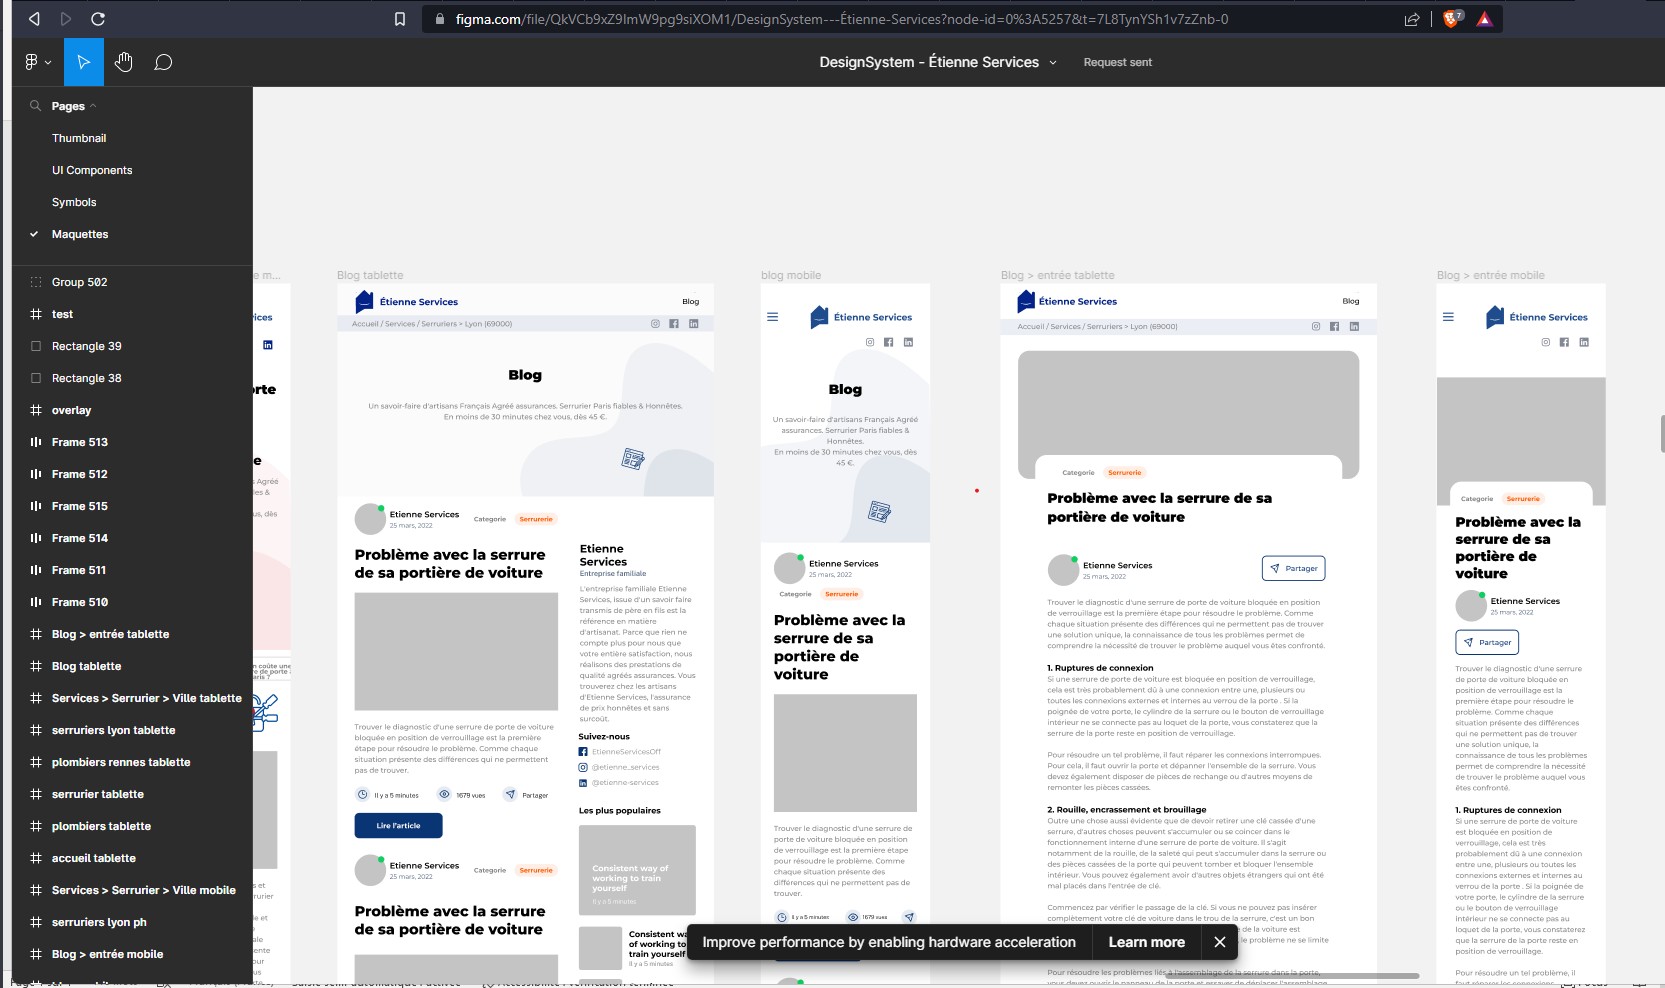 figma.com/file/QkVCb9xZ9ImW9pg9siXOM1/DesignSystem---Étienne-Services?node-id=0%3A5257&t=7L8TynYSh1v7zZnb-0
7
DesignSystem - Étienne Services
Request sent
Pages
Thumbnail
UI Components
Symbols
Maquettes
Group 502
test
Rectangle 39
Rectangle 38
overlay
Frame 513
Frame 512
Frame 515
Frame 514
Frame 511
Frame 510
Blog > entrée tablette
Blog tablette
Services > Serrurier > Ville tablette
serruriers lyon tablette
plombiers rennes tablette
serrurier tablette
plombiers tablette
accueil tablette
Services > Serrurier > Ville mobile
serruriers lyon ph
Blog > entrée mobile
Blog tablette
Étienne Services
Blog
Accueil / Services / Serruriers > Lyon (69000)
Blog
Un savoir-faire d'artisans Français Agréé assurances. Serrurier Paris fiables & Honnêtes.
En moins de 30 minutes chez vous, dès 45 €.
Etienne Services
25 mars, 2022
Categorie
Serrurerie
Problème avec la serrure
de sa portière de voiture
Trouver le diagnostic d'une serrure de porte de voiture
bloquée en position de verrouillage est la première
étape pour résoudre le problème. Comme chaque
situation présente des différences qui ne permettent
pas de trouver.
Il y a 5 minutes
1679 vues
Partager
Lire l'article
Etienne Services
25 mars, 2022
Categorie
Serrurerie
Problème avec la serrure
de sa portière de voiture
Etienne
Services
Entreprise familiale
L'entreprise familiale Etienne
Services, issue d'un savoir faire
transmis de père en fils est la
référence en matière
d'artisanat. Parce que rien ne
compte plus pour nous que
votre entière satisfaction, nous
réalisons des prestations de
qualité agréés assurances. Vous
trouverez chez les artisans
d'Etienne Services, l'assurance
de prix honnêtes et sans
surcoût.
Suivez-nous
EtienneServicesOff
@etienne_services
@etienne-services
Les plus populaires
Consistent way of
working to train
yourself
Il y a 5 minutes
Consistent wa
of working to
train yourself
Il y a 5 minutes
blog mobile
Étienne Services
Blog
Un savoir-faire d'artisans Français Agréé
assurances. Serrurier Paris fiables &
Honnêtes.
En moins de 30 minutes chez vous, dès
45 €.
Etienne Services
25 mars, 2022
Categorie
Serrurerie
Problème avec la
serrure de sa
portière de
voiture
Trouver le diagnostic d'une serrure de
porte de voiture bloquée en position
de verrouillage est la première étape
pour résoudre le problème. Comme
chaque situation présente des
différences qui ne permettent pas de
trouver.
Il y a 5 minutes
1679 vues
Blog > entrée tablette
Étienne Services
Blog
Accueil / Services / Serruriers > Lyon (69000)
Categorie
Serrurerie
Problème avec la serrure de sa
portière de voiture
Etienne Services
25 mars, 2022
Partager
Trouver le diagnostic d'une serrure de porte de voiture bloquée en position
de verrouillage est la première étape pour résoudre le problème. Comme
chaque situation présente des différences qui ne permettent pas de trouver
une solution unique, la connaissance de tous les problèmes permet de
comprendre la nécessité de trouver le problème auquel vous êtes confronté.
1. Ruptures de connexion
Si une serrure de porte de voiture est bloquée en position de verrouillage,
cela est très probablement dû à une connexion entre une, plusieurs ou
toutes les connexions externes et internes au verrou de la porte . Si la
poignée de votre porte, le cylindre de la serrure ou le bouton de verrouillage
intérieur ne se connecte pas au loquet de la porte, vous constaterez que la
serrure de la porte reste en position de verrouillage.
Pour résoudre un tel problème, il faut réparer les connexions interrompues.
Pour cela, il faut ouvrir la porte et dépanner l'ensemble de la serrure. Vous
devez également disposer de pièces de rechange ou d'autres moyens de
remonter les pièces cassées.
2. Rouille, encrassement et brouillage
Outre une chose aussi évidente que de devoir retirer une clé cassée d'une
serrure, d'autres choses peuvent s'accumuler ou se coincer dans le
fonctionnement interne d'une serrure de porte de voiture. Il s'agit
notamment de la rouille, de la saleté qui peut s'accumuler dans la serrure ou
des pièces cassées de la porte qui peuvent tomber et bloquer l'ensemble
intérieur. Vous pouvez également avoir d'autres objets étrangers qui ont été
mal placés dans l'entrée de clé.
Commencez par vérifier le passage de la clé. Si vous ne pouvez pas insérer
complètement votre clé de voiture dans le trou de la serrure, c'est un bon
de la voiture est
le problème ne se limite
Pour résoudre les problèmes liés à l'assemblage de la serrure dans la porte,
Blog > entrée mobile
Étienne Services
Categorie
Serrurerie
Problème avec la
serrure de sa
portière de
voiture
Etienne Services
25 mars, 2022
Partager
Trouver le diagnostic d'une serrure
de porte de voiture bloquée en
position de verrouillage est la
première étape pour résoudre le
problème. Comme chaque
situation présente des différences
qui ne permettent pas de trouver
une solution unique, la
connaissance de tous les problèmes
permet de comprendre la nécessité
de trouver le problème auquel vous
êtes confronté.
1. Ruptures de connexion
Si une serrure de porte de voiture
est bloquée en position de
verrouillage, cela est très
probablement dû à une connexion
entre une, plusieurs ou toutes les
connexions externes et internes au
verrou de la porte . Si la poignée de
votre porte, le cylindre de la serrure
ou le bouton de verrouillage
intérieur ne se connecte pas au
loquet de la porte, vous constaterez
que la serrure de la porte reste en
position de verrouillage.
Pour résoudre un tel problème, il
Improve performance by enabling hardware acceleration
Learn more